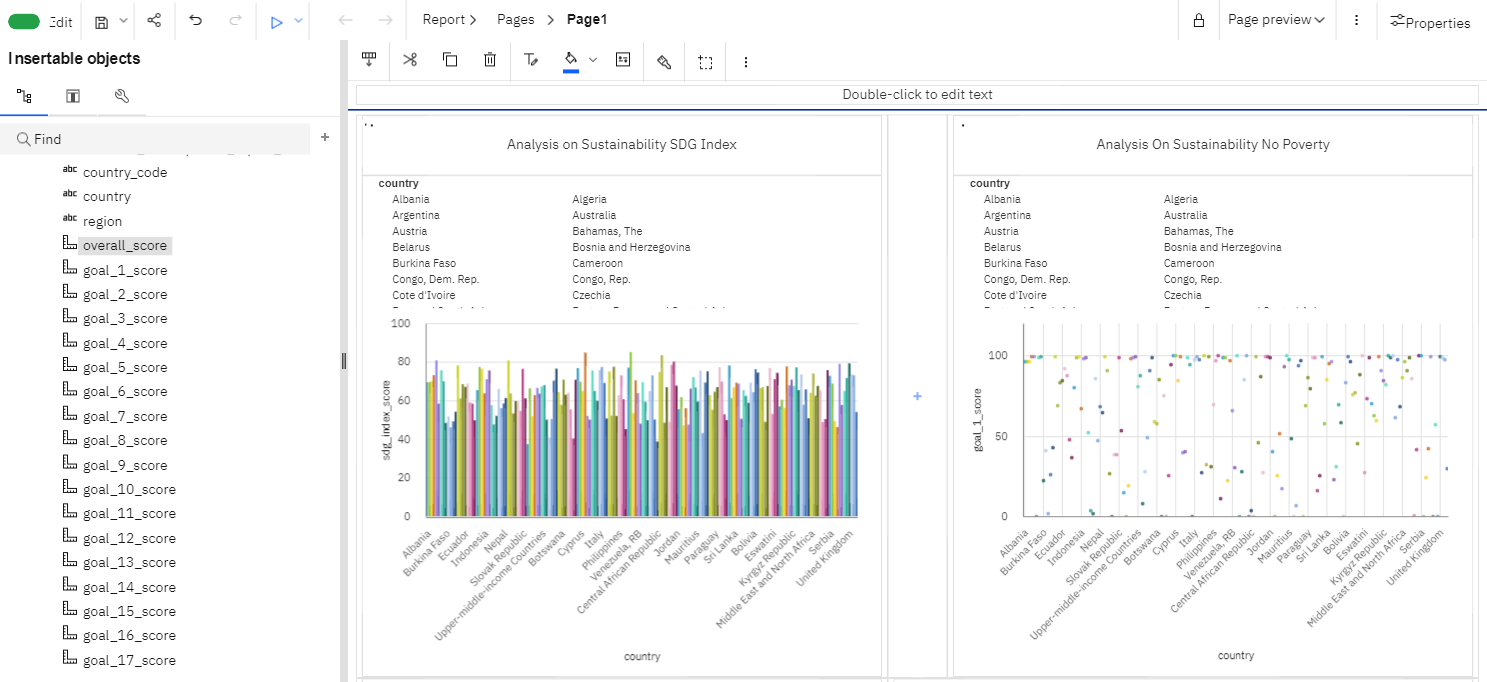 Edit
Report
Pages
Page1
Page preview
Properties
Insertable objects
Find
abc country_code
abc country
abc region
overall_score
goal_1_score
goal_2_score
goal_3_score
goal_4_score
goal_5_score
goal_6_score
goal_7_score
goal_8_score
goal_9_score
goal_10_score
goal_11_score
goal_12_score
goal_13_score
goal_14_score
goal_15_score
goal_16_score
goal_17_score
Double-click to edit text
Analysis on Sustainability SDG Index
country
Albania Algeria
Argentina Australia
Austria Bahamas, The
Belarus Bosnia and Herzegovina
Burkina Faso Cameroon
Congo, Dem. Rep. Congo, Rep.
Cote d'Ivoire Czechia
100
80
60
40
20
0
sdg_index_score
Albania
Burkina Faso
Ecuador
Indonesia
Nepal
Slovak Republic
Upper-middle-income Countries
Botswana
Cyprus
Italy
Philippines
Venezuela, RB
Central African Republic
Jordan
Mauritius
Paraguay
Sri Lanka
Bolivia
Eswatini
Kyrgyz Republic
Middle East and North Africa
Serbia
United Kingdom
country
Analysis On Sustainability No Poverty
country
Albania Algeria
Argentina Australia
Austria Bahamas, The
Belarus Bosnia and Herzegovina
Burkina Faso Cameroon
Congo, Dem. Rep. Congo, Rep.
Cote d'Ivoire Czechia
100
50
0
goal_1_score
Albania
Burkina Faso
Ecuador
Indonesia
Nepal
Slovak Republic
Upper-middle-income Countries
Botswana
Cyprus
Italy
Philippines
Venezuela, RB
Central African Republic
Jordan
Mauritius
Paraguay
Sri Lanka
Bolivia
Eswatini
Kyrgyz Republic
Middle East and North Africa
Serbia
United Kingdom
country